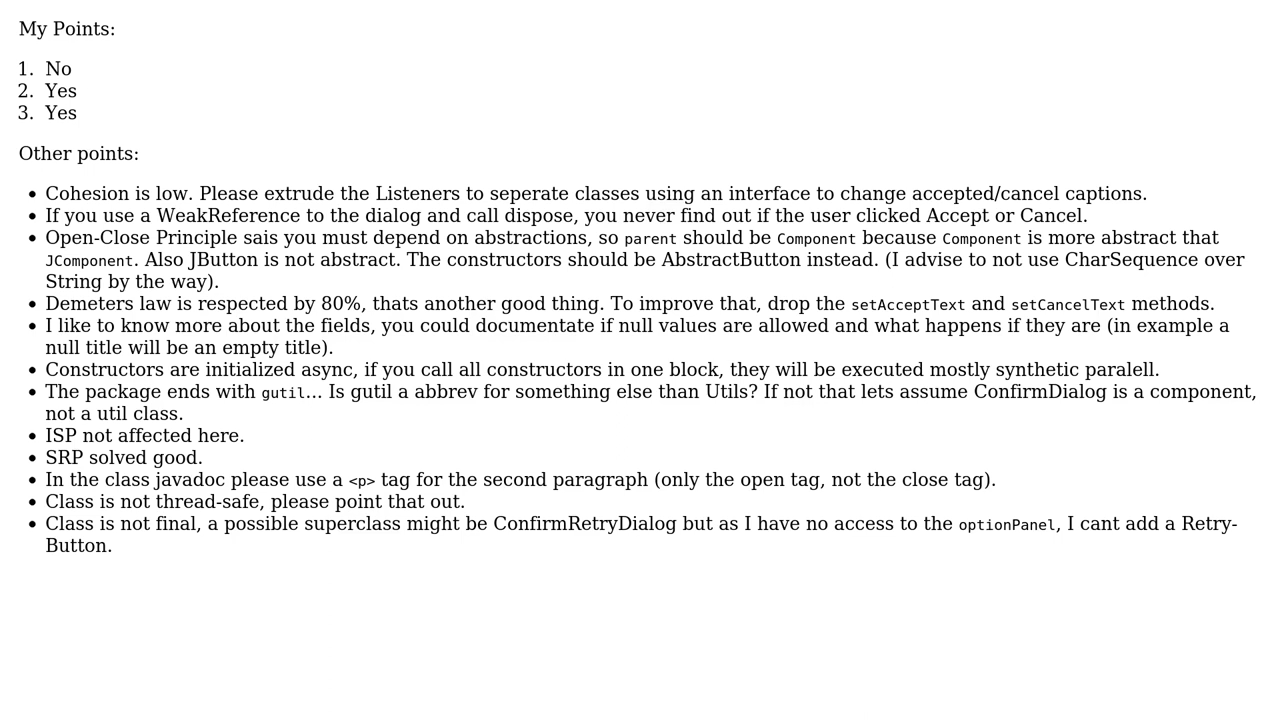 My Points:
1. No
2. Yes
3. Yes
Other points:
• Cohesion is low. Please extrude the Listeners to seperate classes using an interface to change accepted/cancel captions.
• If you use a WeakReference to the dialog and call dispose, you never find out if the user clicked Accept or Cancel.
• Open-Close Principle sais you must depend on abstractions, so parent should be Component because Component is more abstract that
JComponent. Also JButton is not abstract. The constructors should be AbstractButton instead. (I advise to not use CharSequence over
String by the way).
• Demeters law is respected by 80%, thats another good thing. To improve that, drop the setAcceptText and setCancelText methods.
• I like to know more about the fields, you could documentate if null values are allowed and what happens if they are (in example a
null title will be an empty title).
• Constructors are initialized async, if you call all constructors in one block, they will be executed mostly synthetic paralell.
• The package ends with gutil... Is gutil a abbrev for something else than Utils? If not that lets assume ConfirmDialog is a component,
not a util class.
• ISP not affected here.
• SRP solved good.
• In the class javadoc please use a <p> tag for the second paragraph (only the open tag, not the close tag).
• Class is not thread-safe, please point that out.
• Class is not final, a possible superclass might be ConfirmRetryDialog but as I have no access to the optionPanel, I cant add a Retry-
Button.